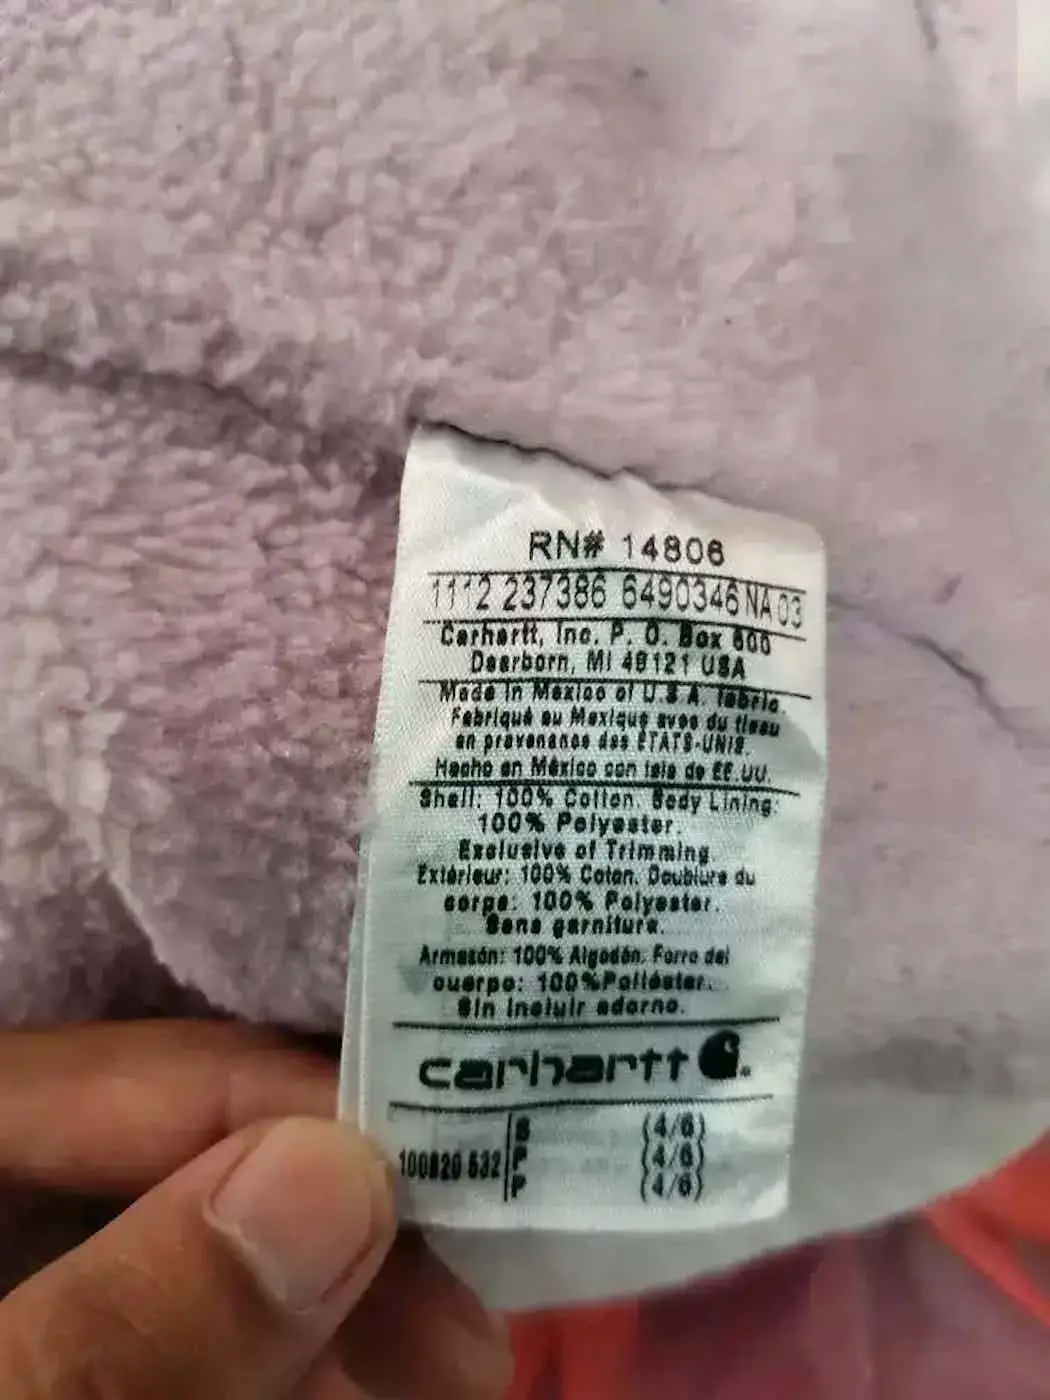 RN# 14806
1112 237386 6490346 NA 03
Carhartt, Inc. P. O. Box 600
Dearborn, MI 48121 USA
Made in Mexico of U.S.A. fabric.
Fabriqué au Mexique avec du tissu
en provenance des ÉTATS-UNIS.
Hecho en México con tela de EE.UU.
Shell: 100% Cotton. Body Lining:
100% Polyester.
Exclusive of Trimming.
Extérieur: 100% Coton. Doublure du
corps: 100% Polyester.
Sans garniture.
Armasón: 100% Algodón. Forro del
cuerpo: 100%Poliéster.
Sin incluir adorno.
carhartt
100820 532
S (4/6)
P (4/6)
P (4/6)